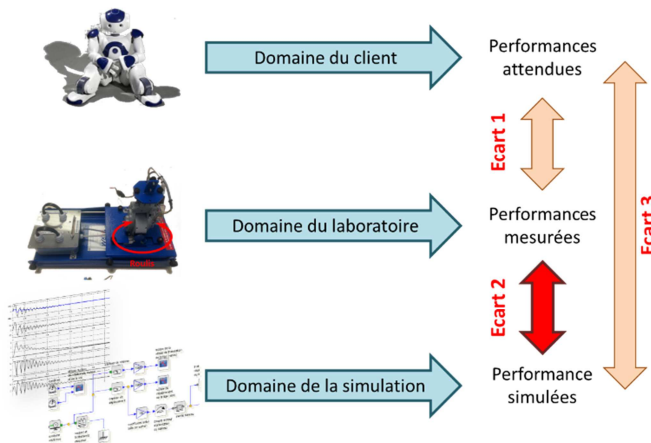 Domaine du client
Performances
attendues
Ecart 1
Domaine du laboratoire
Performances
mesurées
Ecart 3
Ecart 2
Domaine de la simulation
Performance
simulées